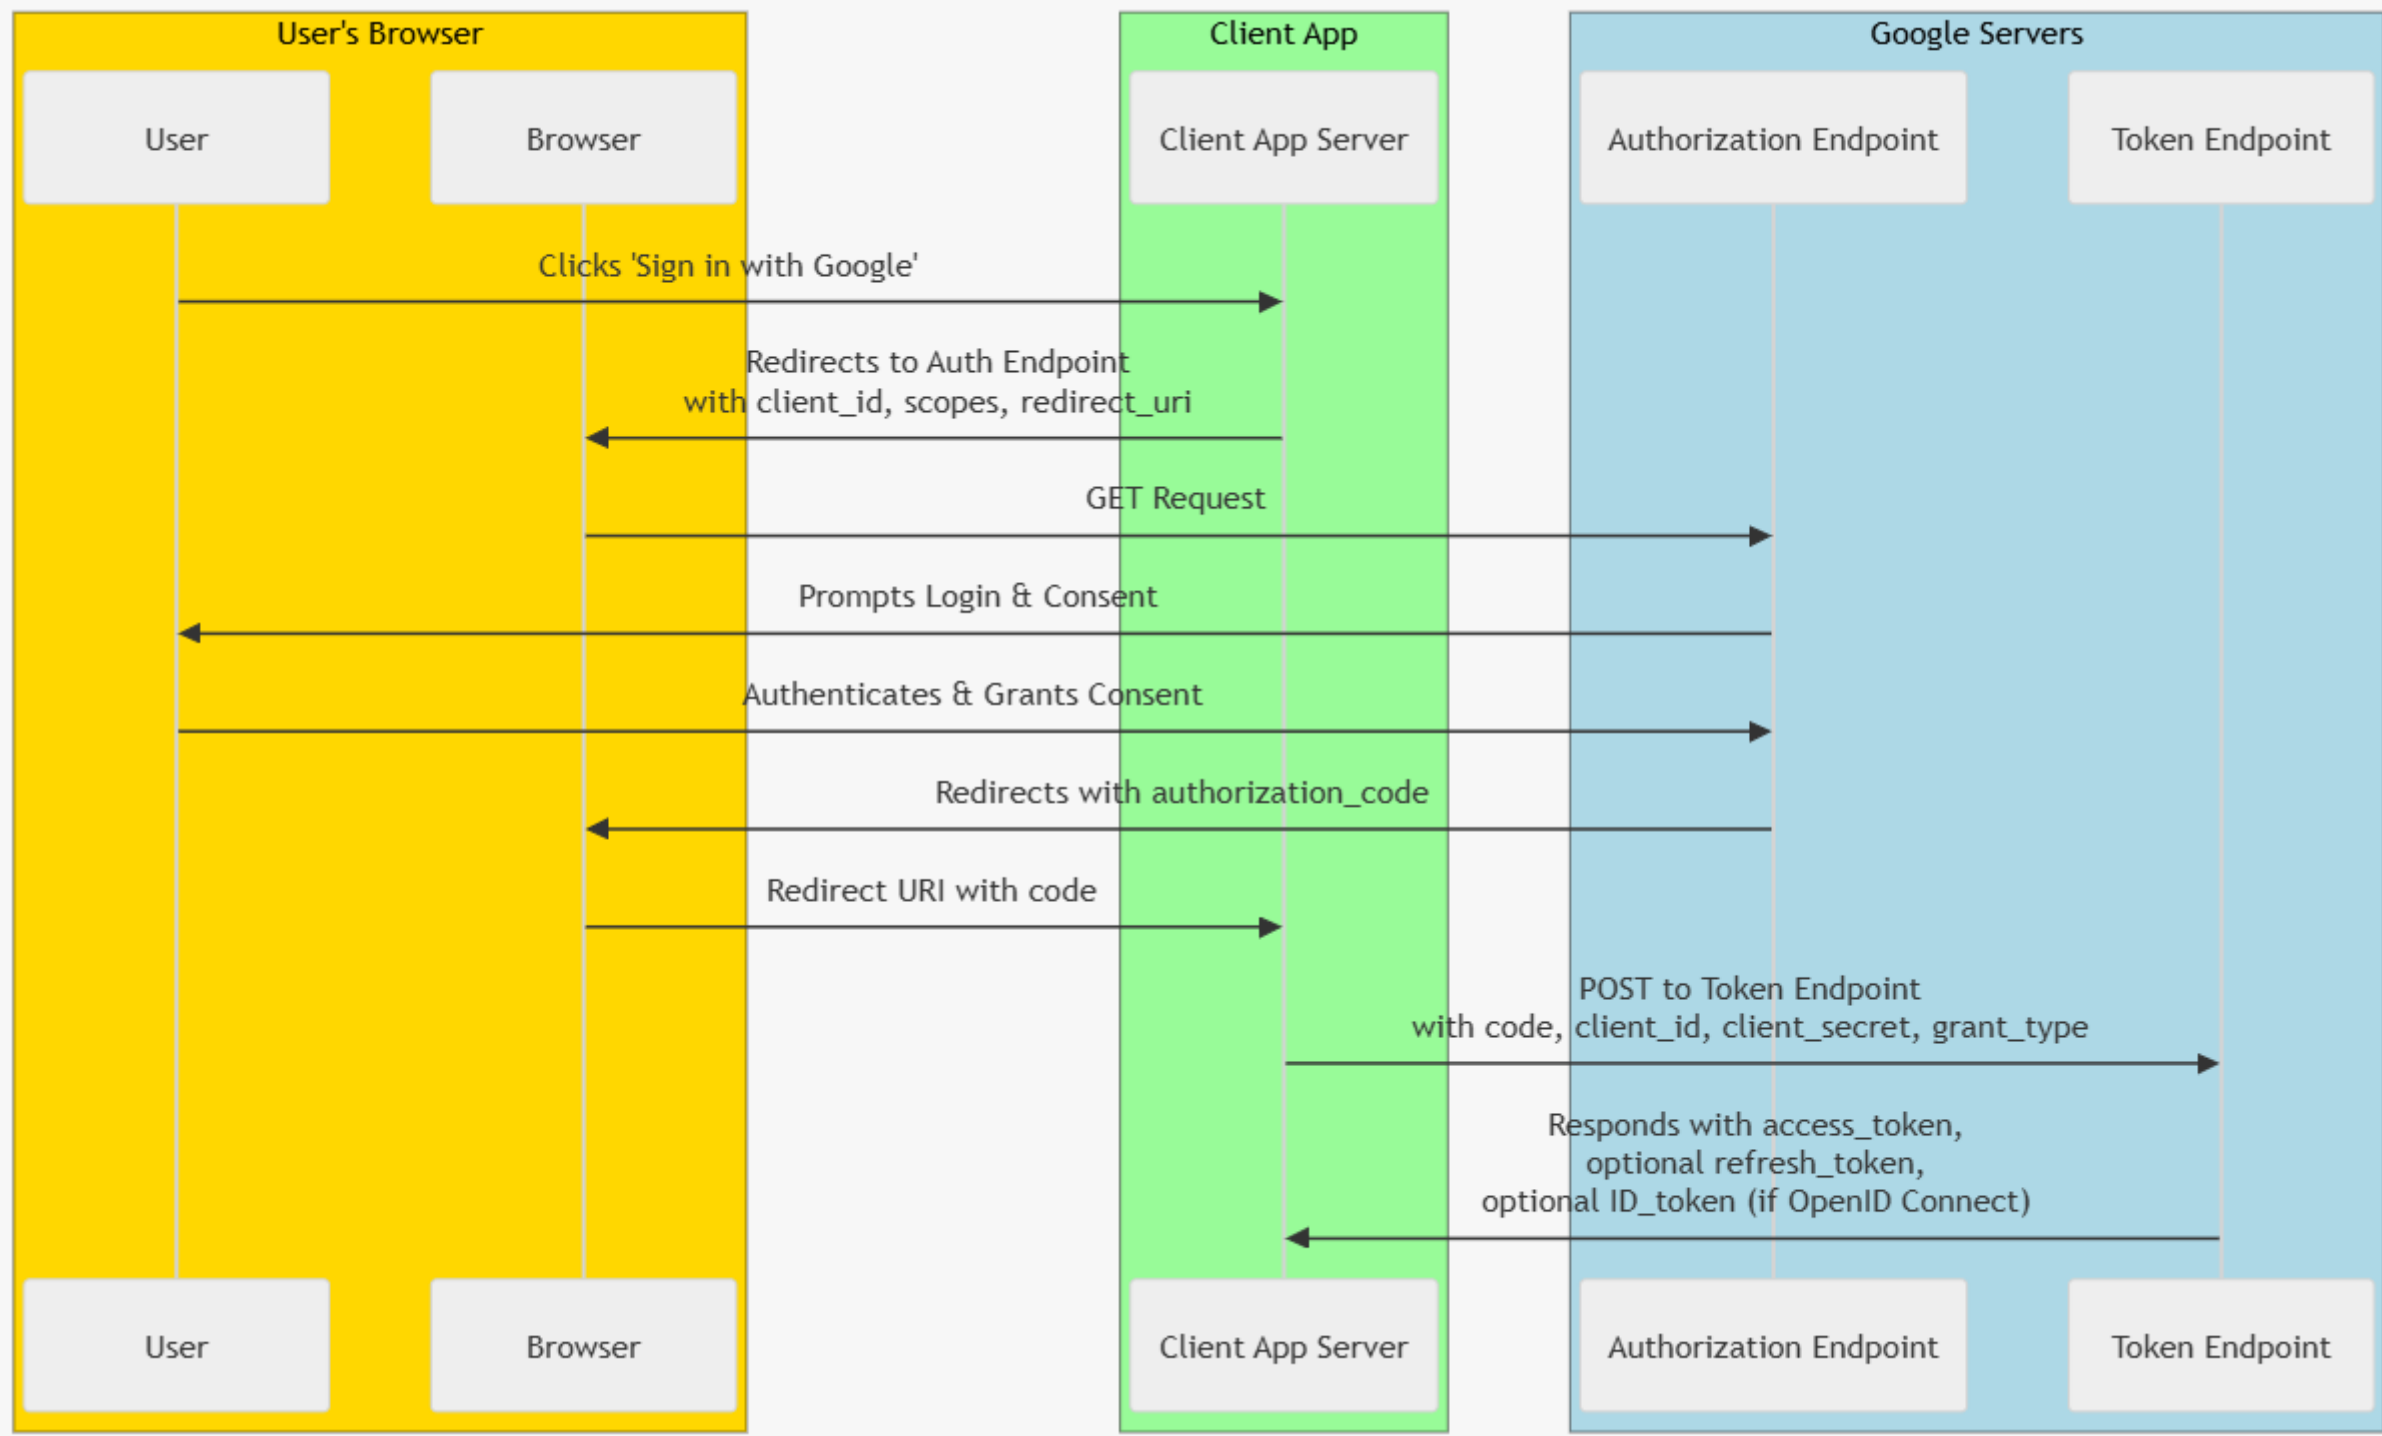 User's Browser
Client App
Google Servers
User
Browser
Client App Server
Authorization Endpoint
Token Endpoint
Clicks 'Sign in with Google'
Redirects to Auth Endpoint
with client_id, scopes, redirect_uri
GET Request
Prompts Login & Consent
Authenticates & Grants Consent
Redirects with authorization_code
Redirect URI with code
POST to Token Endpoint
with code, client_id, client_secret, grant_type
Responds with access_token,
optional refresh_token,
optional ID_token (if OpenID Connect)
User
Browser
Client App Server
Authorization Endpoint
Token Endpoint